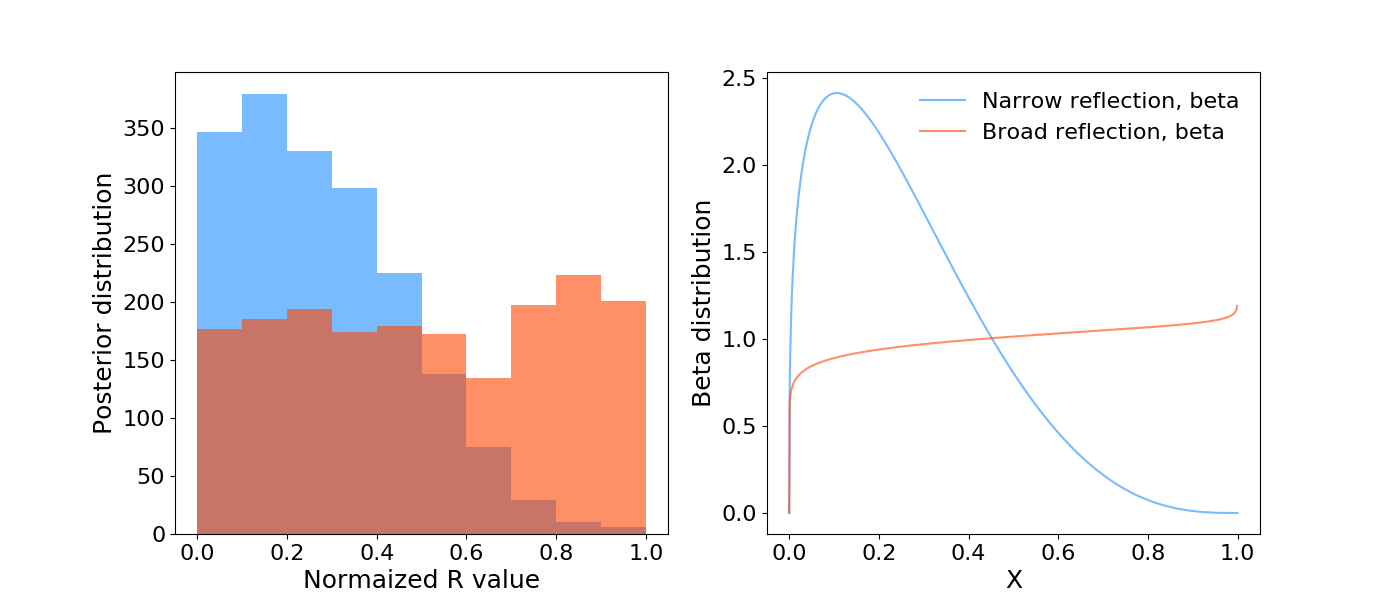 Posterior distribution
350
300
250
200
150
100
50
0
0.0 0.2 0.4 0.6 0.8 1.0
Normaized R value
Beta distribution
2.5
2.0
1.5
1.0
0.5
0.0
0.0 0.2 0.4 0.6 0.8 1.0
X
Narrow reflection, beta
Broad reflection, beta